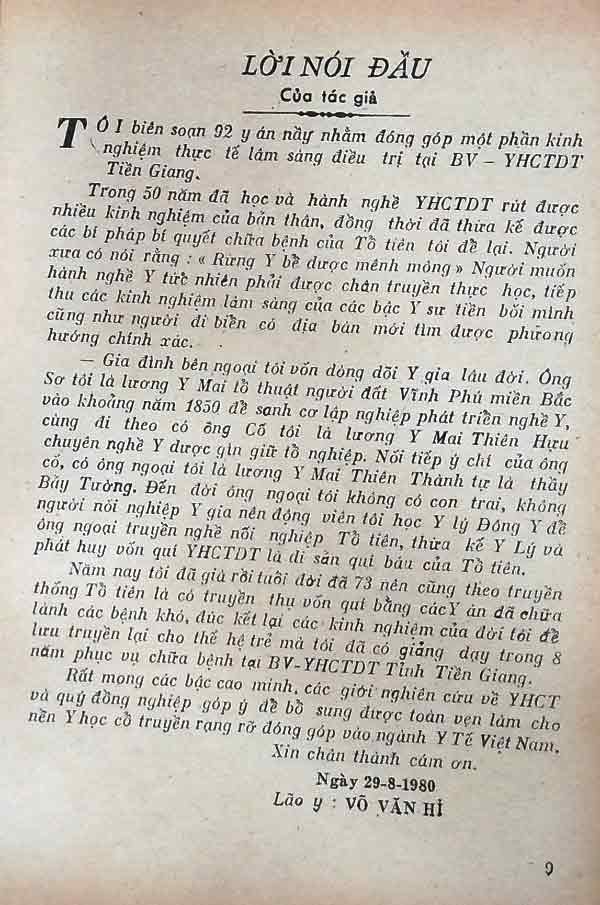 LỜI NÓI ĐẦU
Của tác giả
TÔI biên soạn 92 y án nầy nhằm đóng góp một phần kinh
nghiệm thực tế lâm sàng điều trị tại BV – YHCTDT
Tiền Giang.
Trong 50 năm đã học và hành nghề YHCTDT rút được
nhiều kinh nghiệm của bản thân, đồng thời đã thừa kế được
các bí pháp bí quyết chữa bệnh của Tổ tiên tôi để lại. Người
xưa có nói rằng : « Rừng Y bể dược mênh mông » Người muốn
hành nghề Y tức nhiên phải được chân truyền thực học, tiếp
thu các kinh nghiệm lâm sàng của các bậc Y sư tiền bối mình
cũng như người đi biển có địa bàn mới tìm được phương
hướng chính xác.
– Gia đình bên ngoại tôi vốn dòng dõi Y gia lâu đời. Ông
Sơ tôi là lương Y Mai tổ thuật người đất Vĩnh Phú miền Bắc
vào khoảng năm 1850 để sanh cơ lập nghiệp phát triển nghề Y,
cùng đi theo có ông Cố tôi là lương Y Mai Thiên Hựu
chuyên nghề Y dược gìn giữ tổ nghiệp. Nối tiếp ý chí của ông
cố, có ông ngoại tôi là lương Y Mai Thiên Thành tự là thầy
Bảy Tường. Đến đời ông ngoại tôi không có con trai, không
người nối nghiệp Y gia nên động viên tôi học Y lý Đông Y để
ông ngoại truyền nghề nối nghiệp Tổ tiên, thừa kế Y Lý và
phát huy vốn quí YHCTDT là di sản quí báu của Tổ tiên.
Năm nay tôi đã già rồi tuổi đời đã 73 nên cũng theo truyền
thống Tổ tiên là có truyền thụ vốn quí bằng các Y án đã chữa
lành các bệnh khó, đúc kết lại các kinh nghiệm của đời tôi để
lưu truyền lại cho thế hệ trẻ mà tôi đã có giảng dạy trong 8
năm phục vụ chữa bệnh tại BV-YHCTDT Tỉnh Tiền Giang.
Rất mong các bậc cao minh, các giới nghiên cứu về YHCT
và quý đồng nghiệp góp ý để bổ sung được toàn vẹn làm cho
nền Y học cổ truyền rạng rỡ đóng góp vào ngành Y Tế Việt Nam.
Xin chân thành cám ơn.
Ngày 29-8-1980
Lão y : VÕ VĂN HỈ
9